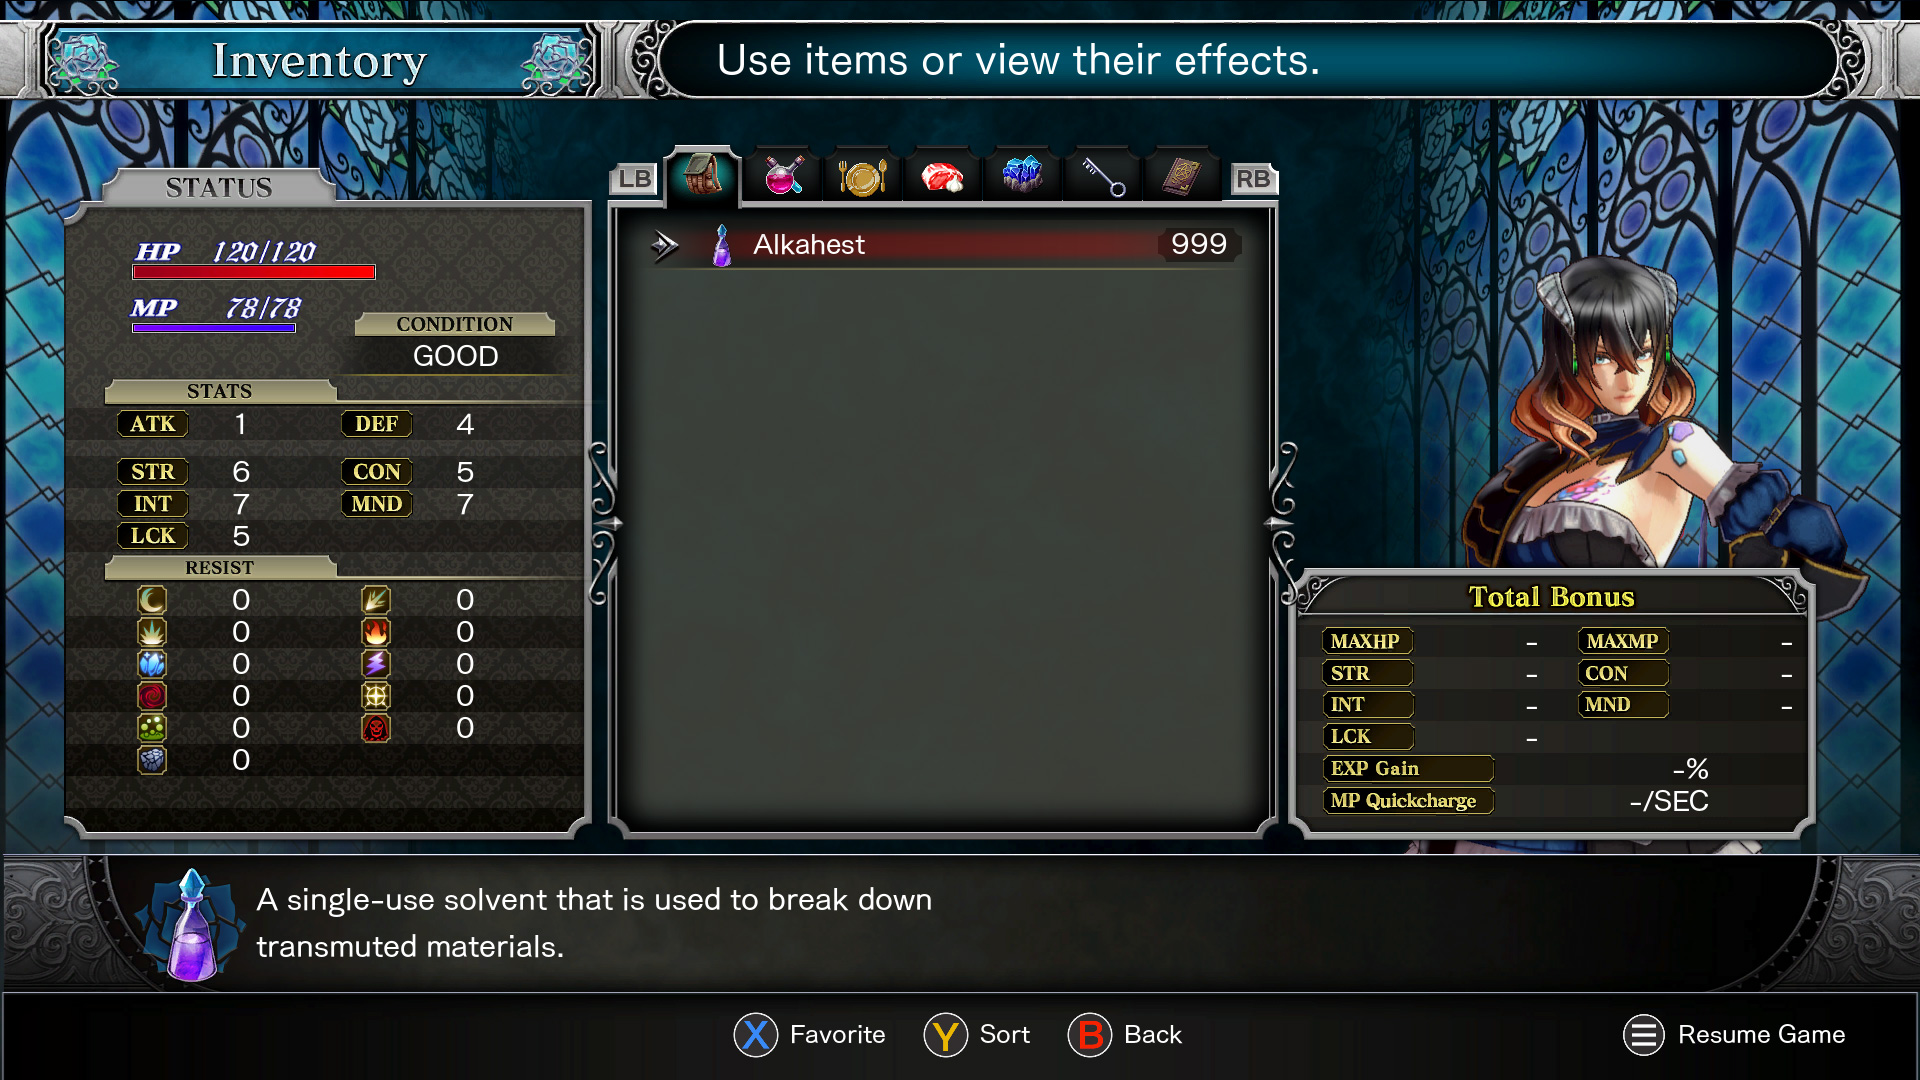 Inventory
Use items or view their effects.
STATUS
HP 120/120
MP 78/78
CONDITION
GOOD
STATS
ATK 1 DEF 4
STR 6 CON 5
INT 7 MND 7
LCK 5
RESIST
0 0
0 0
0 0
0 0
0 0
0
LB RB
Alkahest 999
Total Bonus
MAXHP - MAXMP -
STR - CON -
INT - MND -
LCK -
EXP Gain -%
MP Quickcharge -/SEC
A single-use solvent that is used to break down
transmuted materials.
X Favorite Y Sort B Back Resume Game